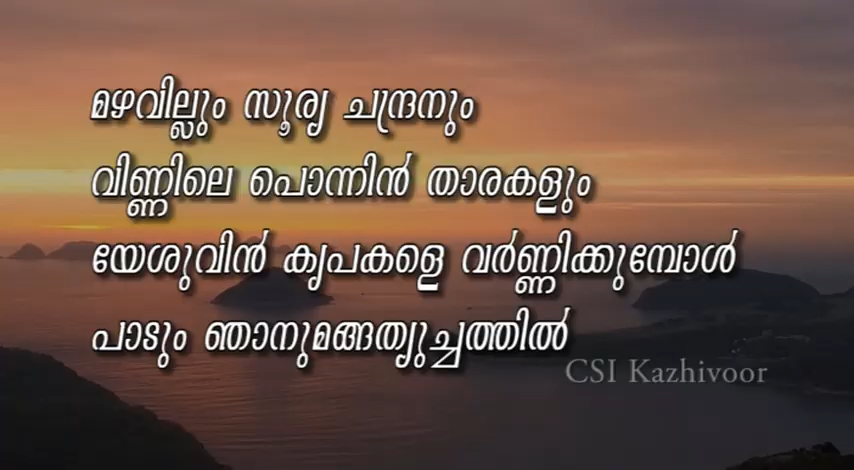 മഴവില്ലും സൂര്യ ചന്ദ്രനും
വിണ്ണിലെ പൊന്നിൻ താരകളും
യേശുവിൻ കൃപകളെ വർണ്ണിക്കുമ്പോൾ
പാടും ഞാനുമങ്ങത്യുച്ചത്തിൽ
CSI Kazhivoor